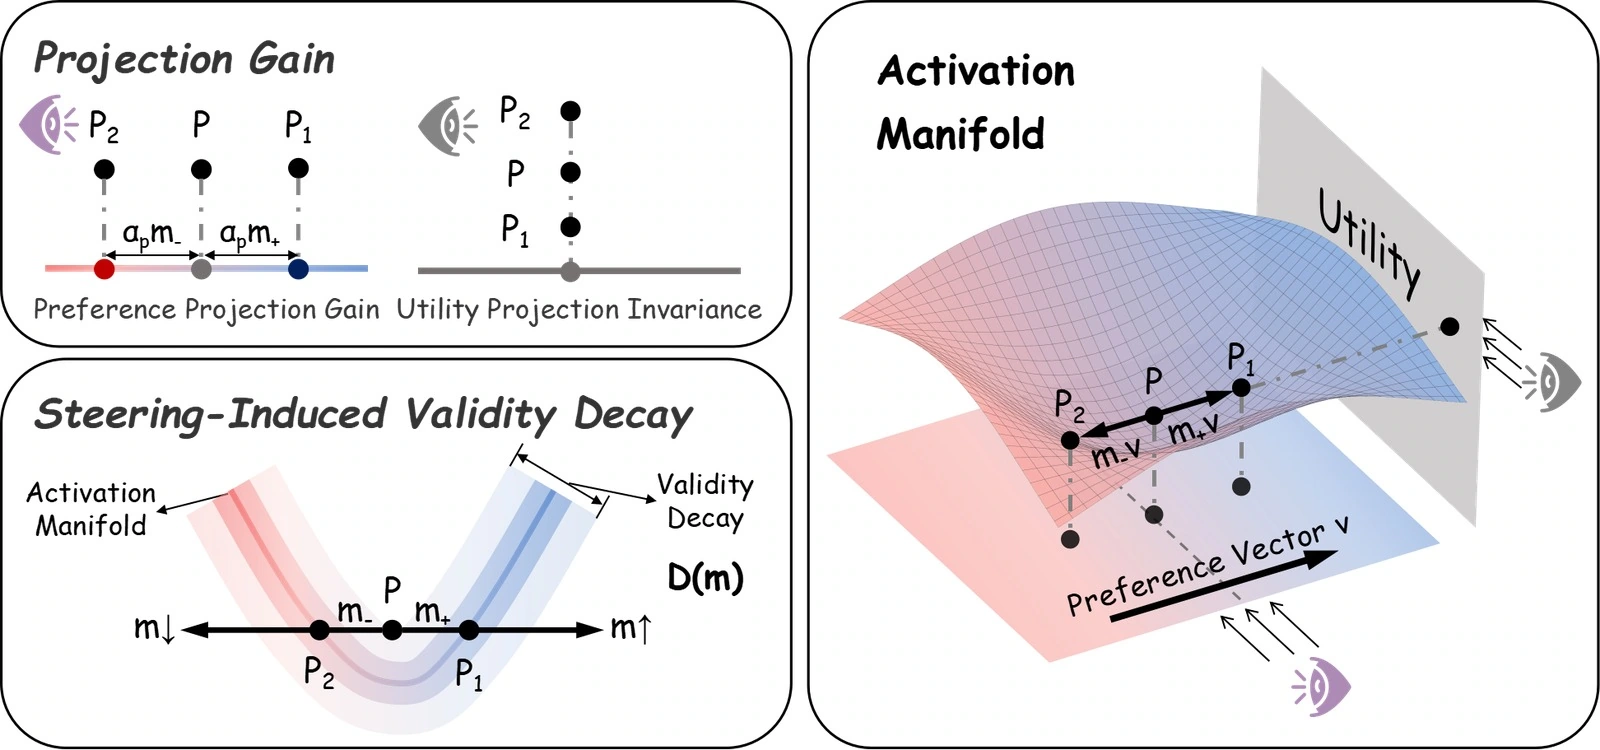 Projection Gain
P₂ P P₁
αₚm₋ αₚm₊
Preference Projection Gain
P₂
P
P₁
Utility Projection Invariance
Steering-Induced Validity Decay
Activation
Manifold
Validity
Decay
D(m)
P
m↓ m₋ m₊ m↑
P₂ P₁
Activation
Manifold
Utility
P₂ P P₁
m₋v m₊v
Preference Vector v